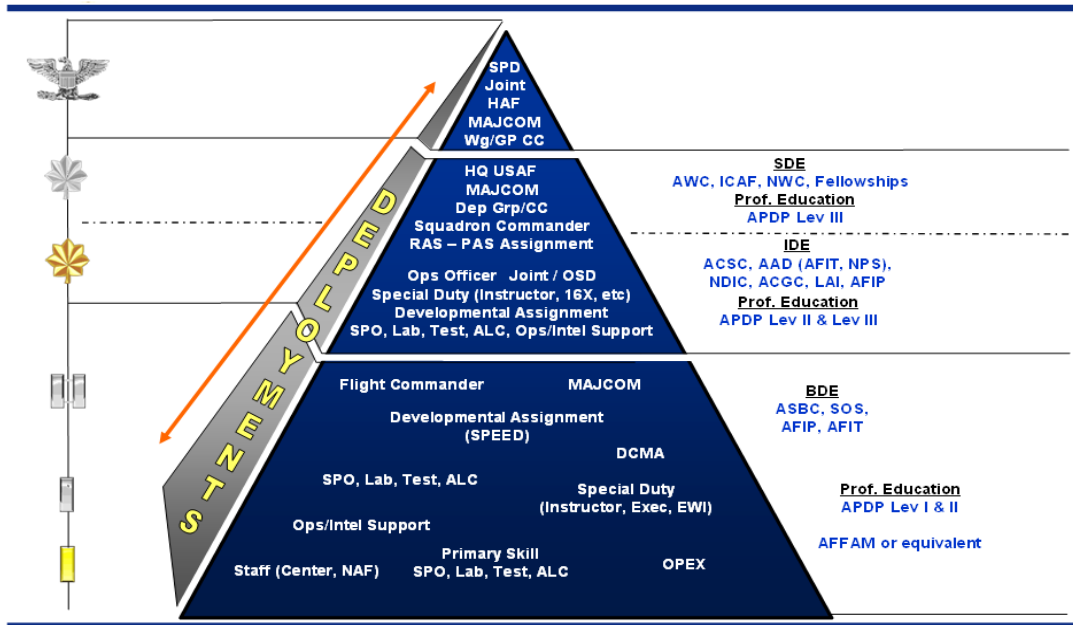 SPD
Joint
HAF
MAJCOM
Wg/GP CC
HQ USAF
MAJCOM
Dep Grp/CC
Squadron Commander
RAS – PAS Assignment
Ops Officer Joint / OSD
Special Duty (Instructor, 16X, etc)
Developmental Assignment
SPO, Lab, Test, ALC, Ops/Intel Support
Flight Commander
MAJCOM
Developmental Assignment
(SPEED)
DCMA
SPO, Lab, Test, ALC
Special Duty
(Instructor, Exec, EWI)
Ops/Intel Support
Primary Skill
SPO, Lab, Test, ALC
Staff (Center, NAF)
OPEX
DEPLOYMENTS
SDE
AWC, ICAF, NWC, Fellowships
Prof. Education
APDP Lev III
IDE
ACSC, AAD (AFIT, NPS),
NDIC, ACGC, LAI, AFIP
Prof. Education
APDP Lev II & Lev III
BDE
ASBC, SOS,
AFIP, AFIT
Prof. Education
APDP Lev I & II
AFFAM or equivalent